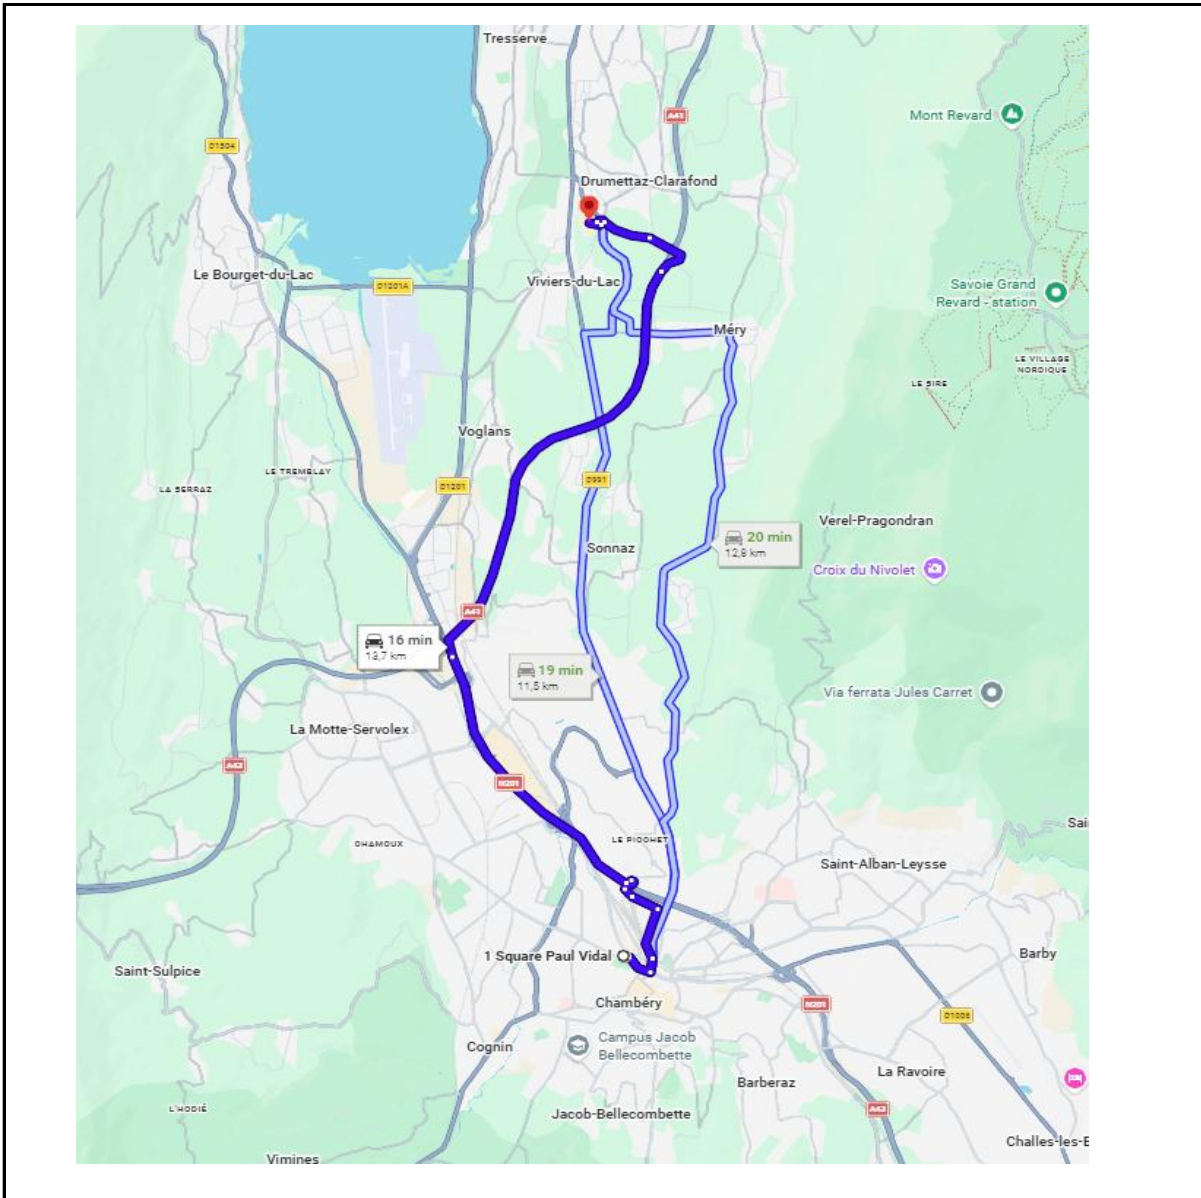 Tresserve
A41
Mont Revard
D1504
Drumettaz-Clarafond
Le Bourget-du-Lac
D1201A
Viviers-du-Lac
Savoie Grand
Revard - station
Méry
LE VILLAGE
NORDIQUE
LE SIRE
Voglans
LE TREMBLAY
LA SERRAZ
D1201
D991
Verel-Pragondran
20 min
12,8 km
Sonnaz
Croix du Nivolet
A41
16 min
13,7 km
19 min
11,5 km
Via ferrata Jules Carret
La Motte-Servolex
A43
N201
LE PIOCHET
CHAMOUX
Sai
Saint-Alban-Leysse
1 Square Paul Vidal
Barby
Saint-Sulpice
Chambéry
N201
D1006
Campus Jacob
Bellecombette
Cognin
La Ravoire
Barberaz
L'HODIÉ
Jacob-Bellecombette
A43
Challes-les-E
Vimines